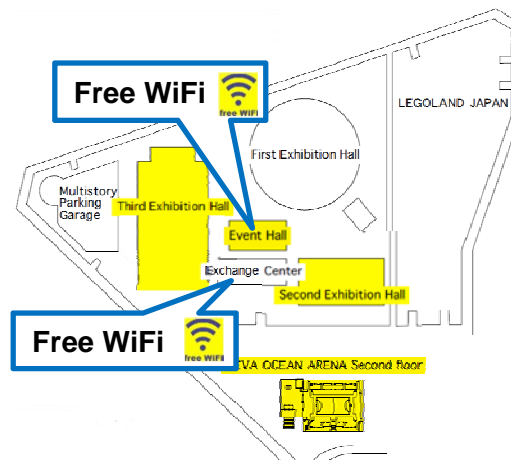 Free WiFi
free WiFi
LEGOLAND JAPAN
First Exhibition Hall
Multistory
Parking
Garage
Third Exhibition Hall
Event Hall
Exchange Center
Second Exhibition Hall
Free WiFi
free WiFi
OCEAN ARENA Second floor